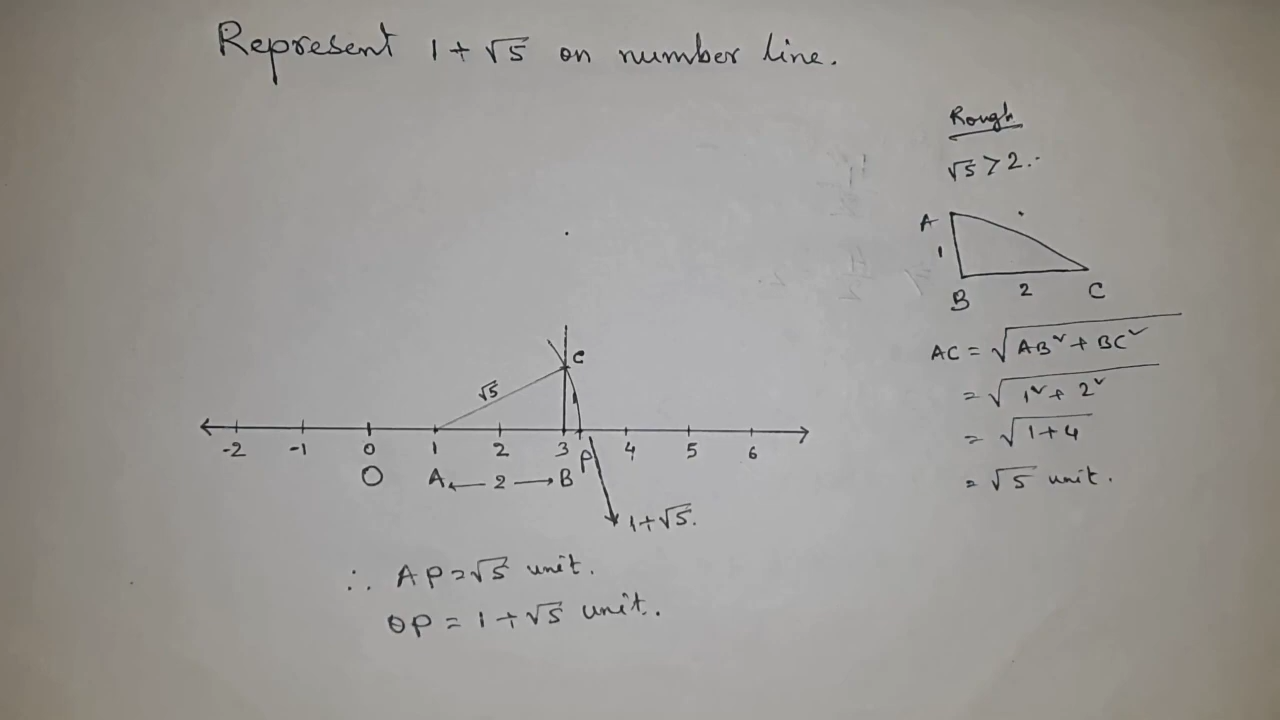 Represent 1+√5 on number line.
Rough
√5 > 2.
A
1
B 2 C
AC = √AB²+BC²
= √1²+2²
= √1+4
= √5 unit.
C
√5
-2 -1 0 1 2 3 P 4 5 6
O A ← 2 → B
1+√5.
∴ AP = √5 unit.
OP = 1+√5 unit.